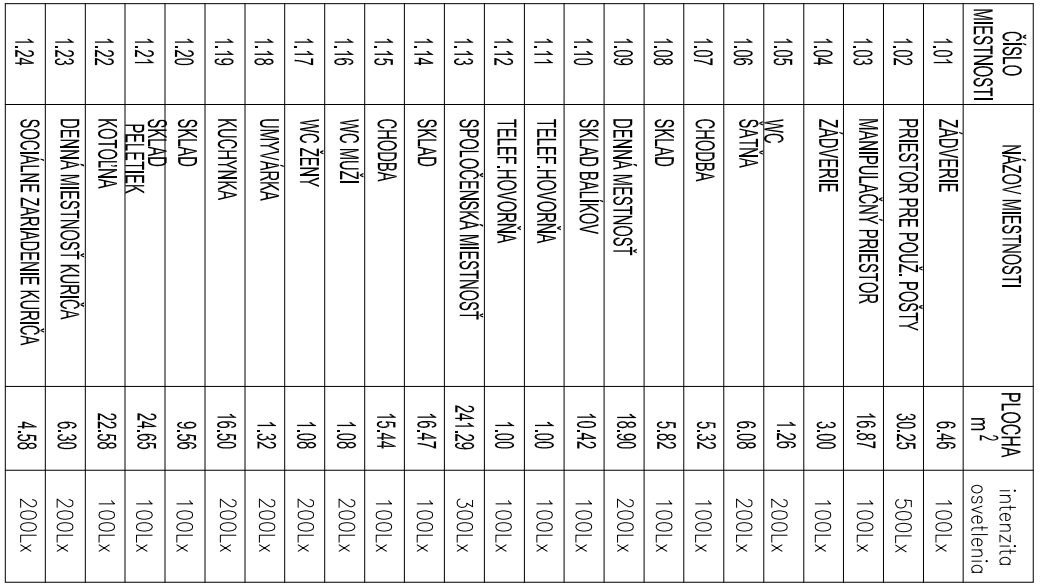 ČÍSLO MIESTNOSTI NÁZOV MIESTNOSTI PLOCHA m² intenzita osvetlenia
1.01 ZÁDVERIE 6.46 100Lx
1.02 PRIESTOR PRE POUŽ. POŠTY 30.25 500Lx
1.03 MANIPULAČNÝ PRIESTOR 16.87 100Lx
1.04 ZÁDVERIE 3.00 100Lx
1.05 WC 1.26 200Lx
1.06 ŠATŇA 6.08 200Lx
1.07 CHODBA 5.32 100Lx
1.08 SKLAD 5.82 100Lx
1.09 DENNÁ MESTNOSŤ 18.90 200Lx
1.10 SKLAD BALÍKOV 10.42 100Lx
1.11 TELEF.HOVORŇA 1.00 100Lx
1.12 TELEF.HOVORŇA 1.00 100Lx
1.13 SPOLOČENSKÁ MIESTNOSŤ 241.29 300Lx
1.14 SKLAD 16.47 100Lx
1.15 CHODBA 15.44 100Lx
1.16 WC MUŽI 1.08 200Lx
1.17 WC ŽENY 1.08 200Lx
1.18 UMYVÁRKA 1.32 200Lx
1.19 KUCHYNKA 16.50 200Lx
1.20 SKLAD 9.56 100Lx
1.21 SKLAD PELETIEK 24.65 100Lx
1.22 KOTOĽNA 22.58 100Lx
1.23 DENNÁ MIESTNOSŤ KURIČA 6.30 200Lx
1.24 SOCIÁLNE ZARIADENIE KURIČA 4.58 200Lx